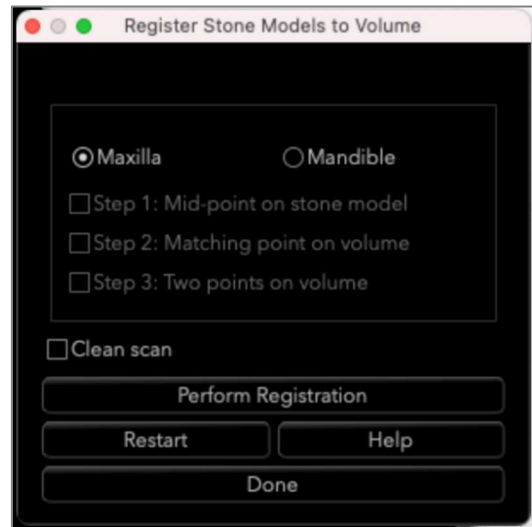 Register Stone Models to Volume
Maxilla Mandible
Step 1: Mid-point on stone model
Step 2: Matching point on volume
Step 3: Two points on volume
Clean scan
Perform Registration
Restart Help
Done